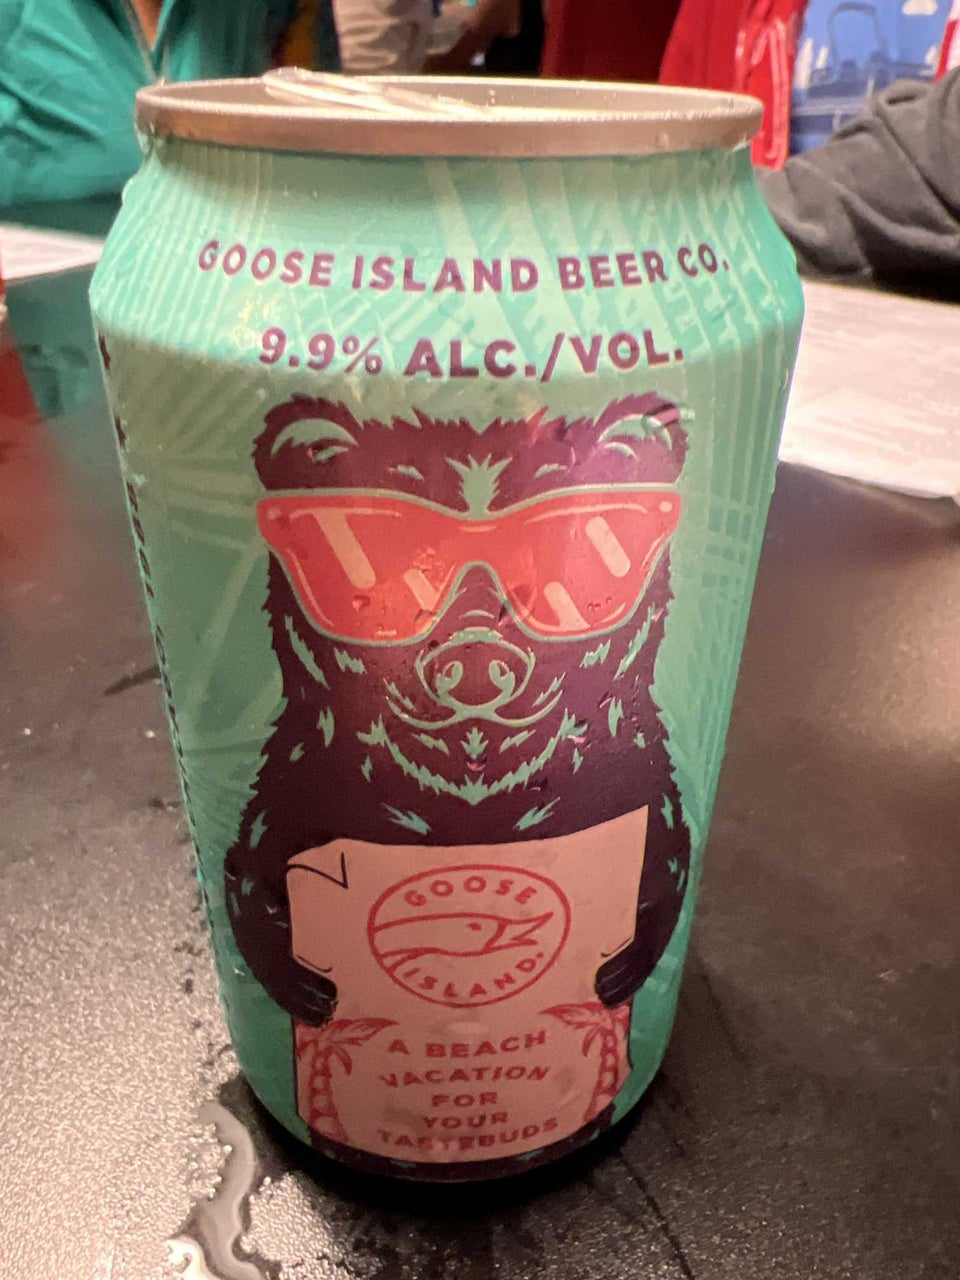 GOOSE ISLAND BEER CO.
9.9% ALC./VOL.
GOOSE
ISLAND.
A BEACH
VACATION
FOR
YOUR
TASTEBUDS